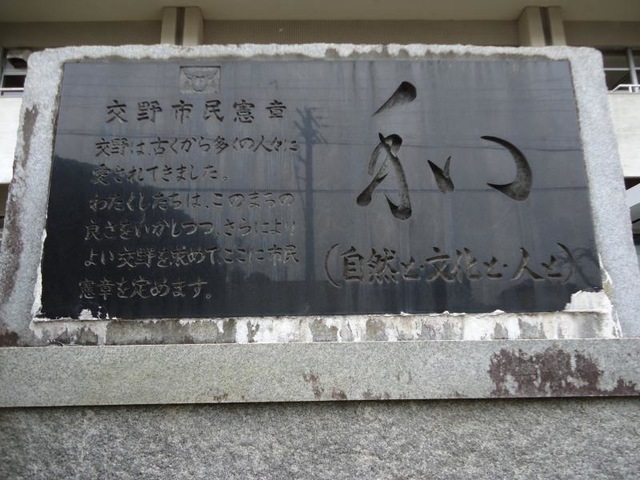 交野市民憲章
交野は、古くから多くの人々に
愛されてきました。
わたくしたちは、このまちの
良さをいかしつつ、さらにより
よい交野を求めて、ここに市民
憲章を定めます。
和
(自然と・文化と・人と)